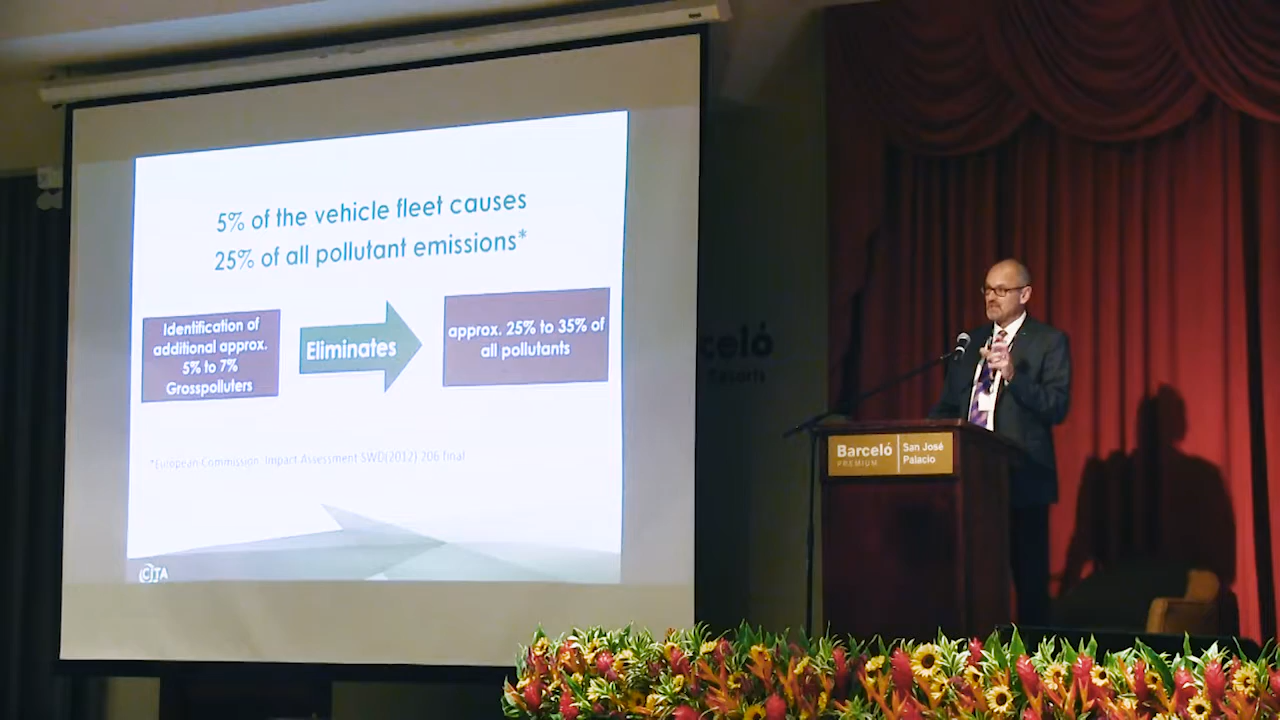 5% of the vehicle fleet causes
25% of all pollutant emissions*
Identification of
additional approx.
5% to 7%
Grosspolluters
Eliminates
approx. 25% to 35% of
all pollutants
*European Commission: Impact Assessment SWD(2012) 206 final
CITA
celó
Resorts
Barceló
PREMIUM
San José
Palacio